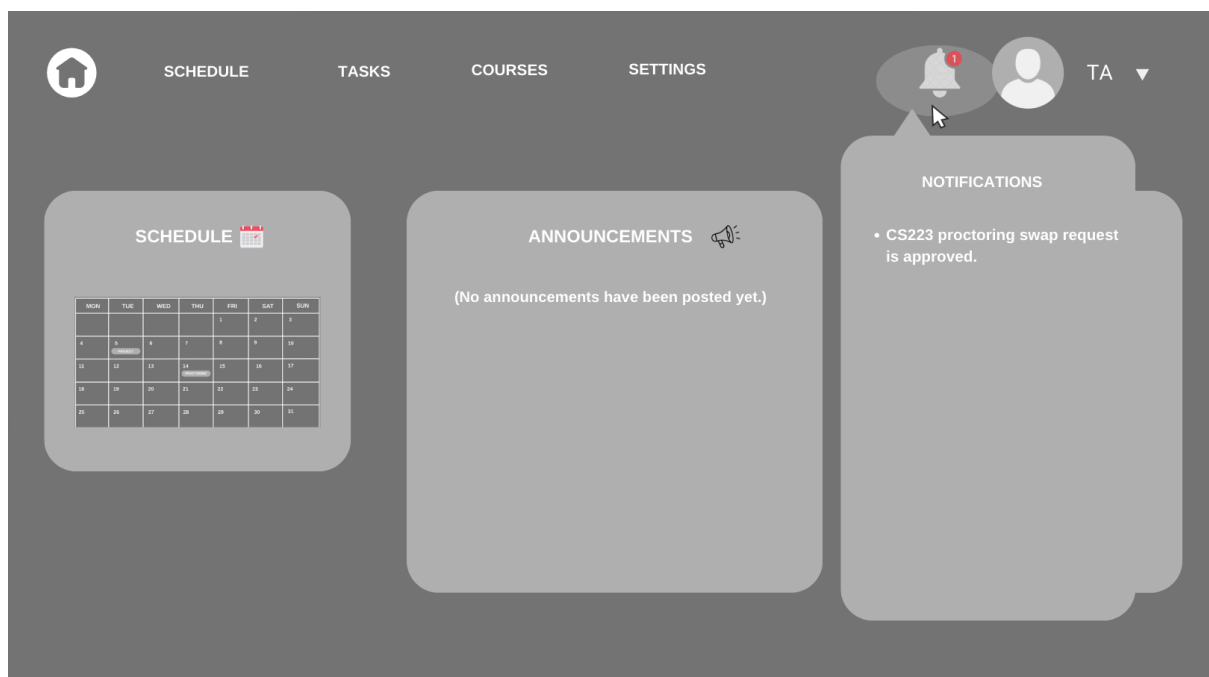 SCHEDULE TASKS COURSES SETTINGS 1 TA
NOTIFICATIONS
SCHEDULE
ANNOUNCEMENTS
• CS223 proctoring swap request
is approved.
(No announcements have been posted yet.)
MON TUE WED THU FRI SAT SUN
1 2 3
4 5 6 7 8 9 10
11 12 13 14 15 16 17
18 19 20 21 22 23 24
25 26 27 28 29 30 31